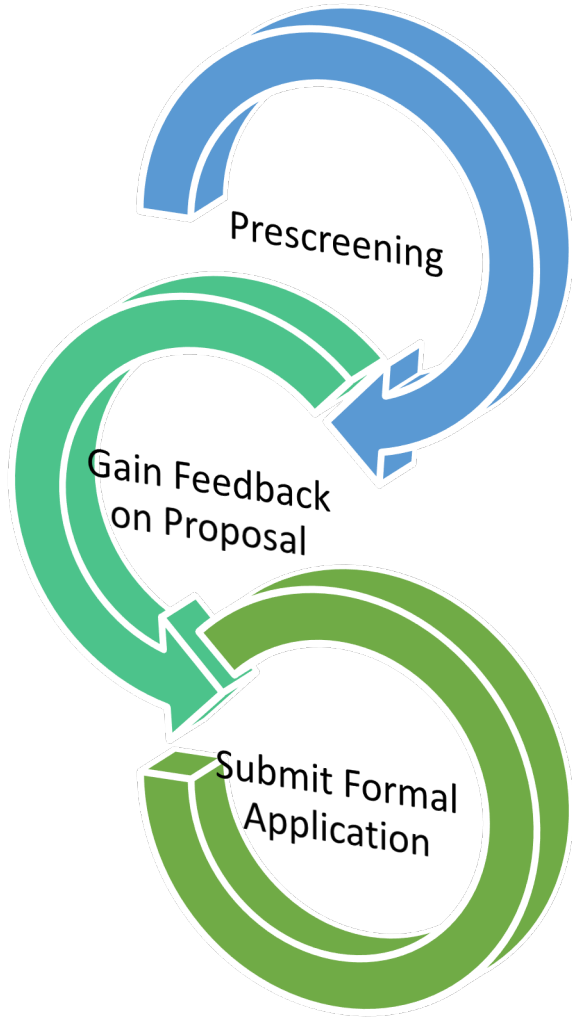 Prescreening
Gain Feedback
on Proposal
Submit Formal
Application